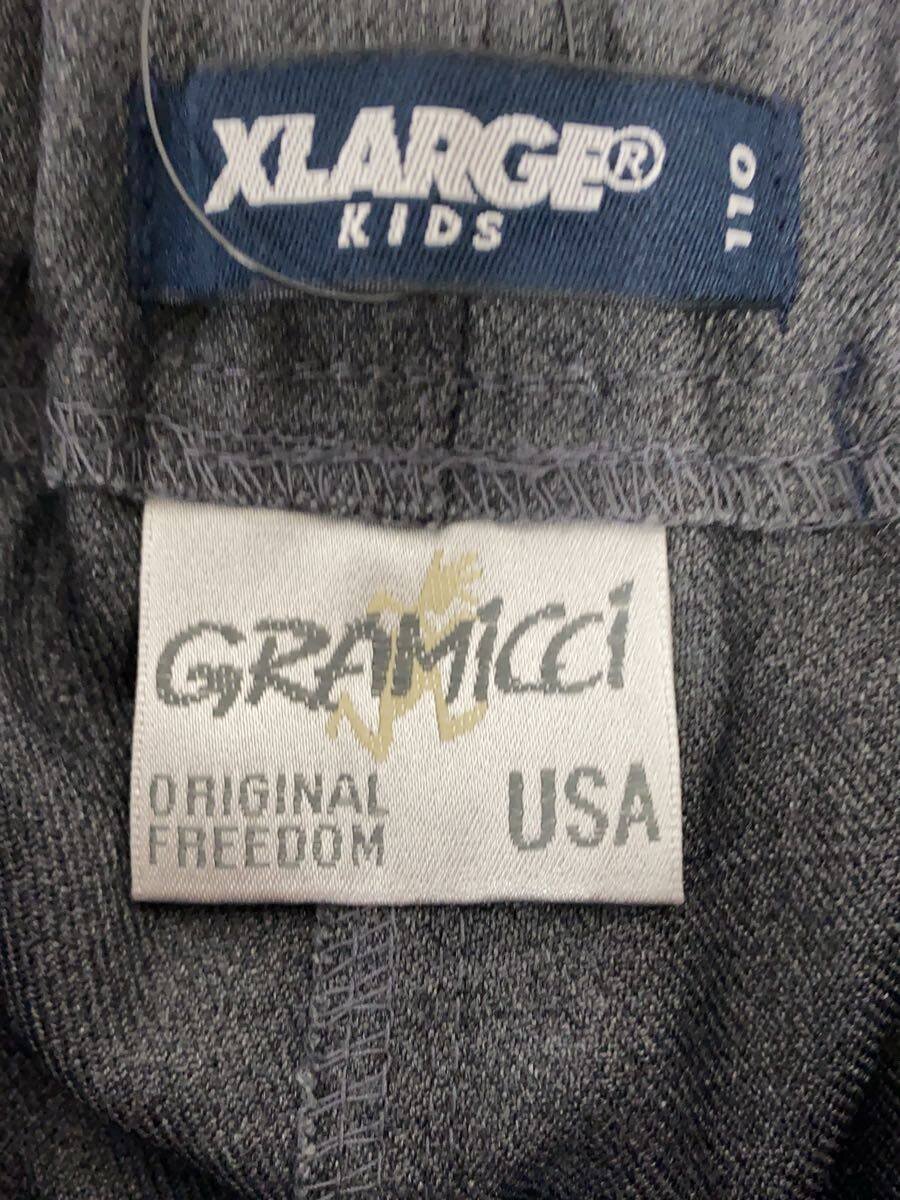 XLARGE®
KIDS
110
GRAMICCI
ORIGINAL
FREEDOM
USA